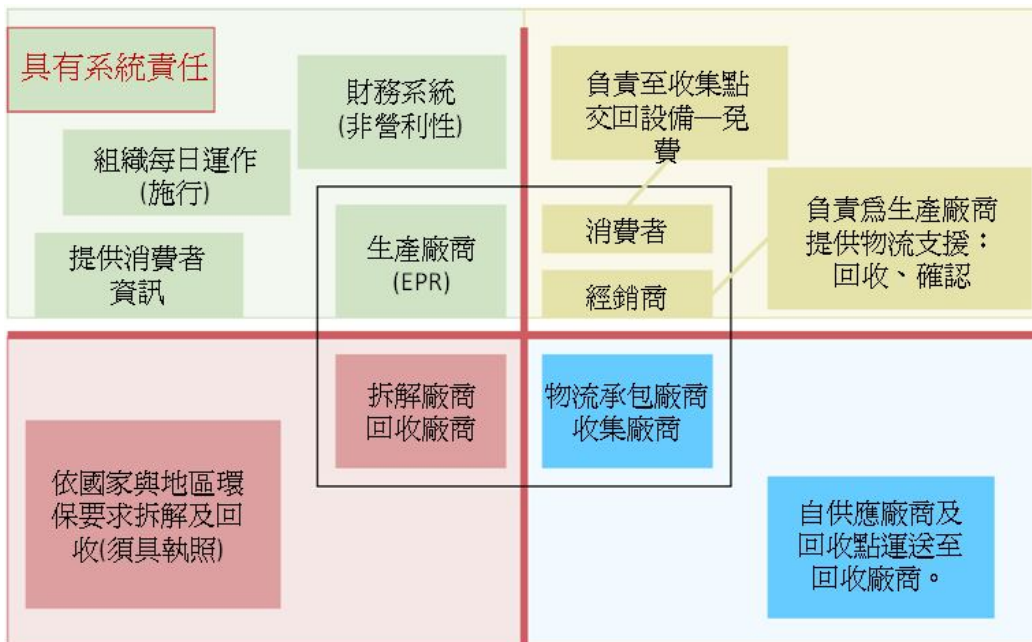 具有系統責任
財務系統
(非營利性)
組織每日運作
(施行)
提供消費者
資訊
生產廠商
(EPR)
負責至收集點
交回設備─免
費
消費者
經銷商
負責爲生產廠商
提供物流支援：
回收、確認
拆解廠商
回收廠商
依國家與地區環
保要求拆解及回
收(須具執照)
物流承包廠商
收集廠商
自供應廠商及
回收點運送至
回收廠商。